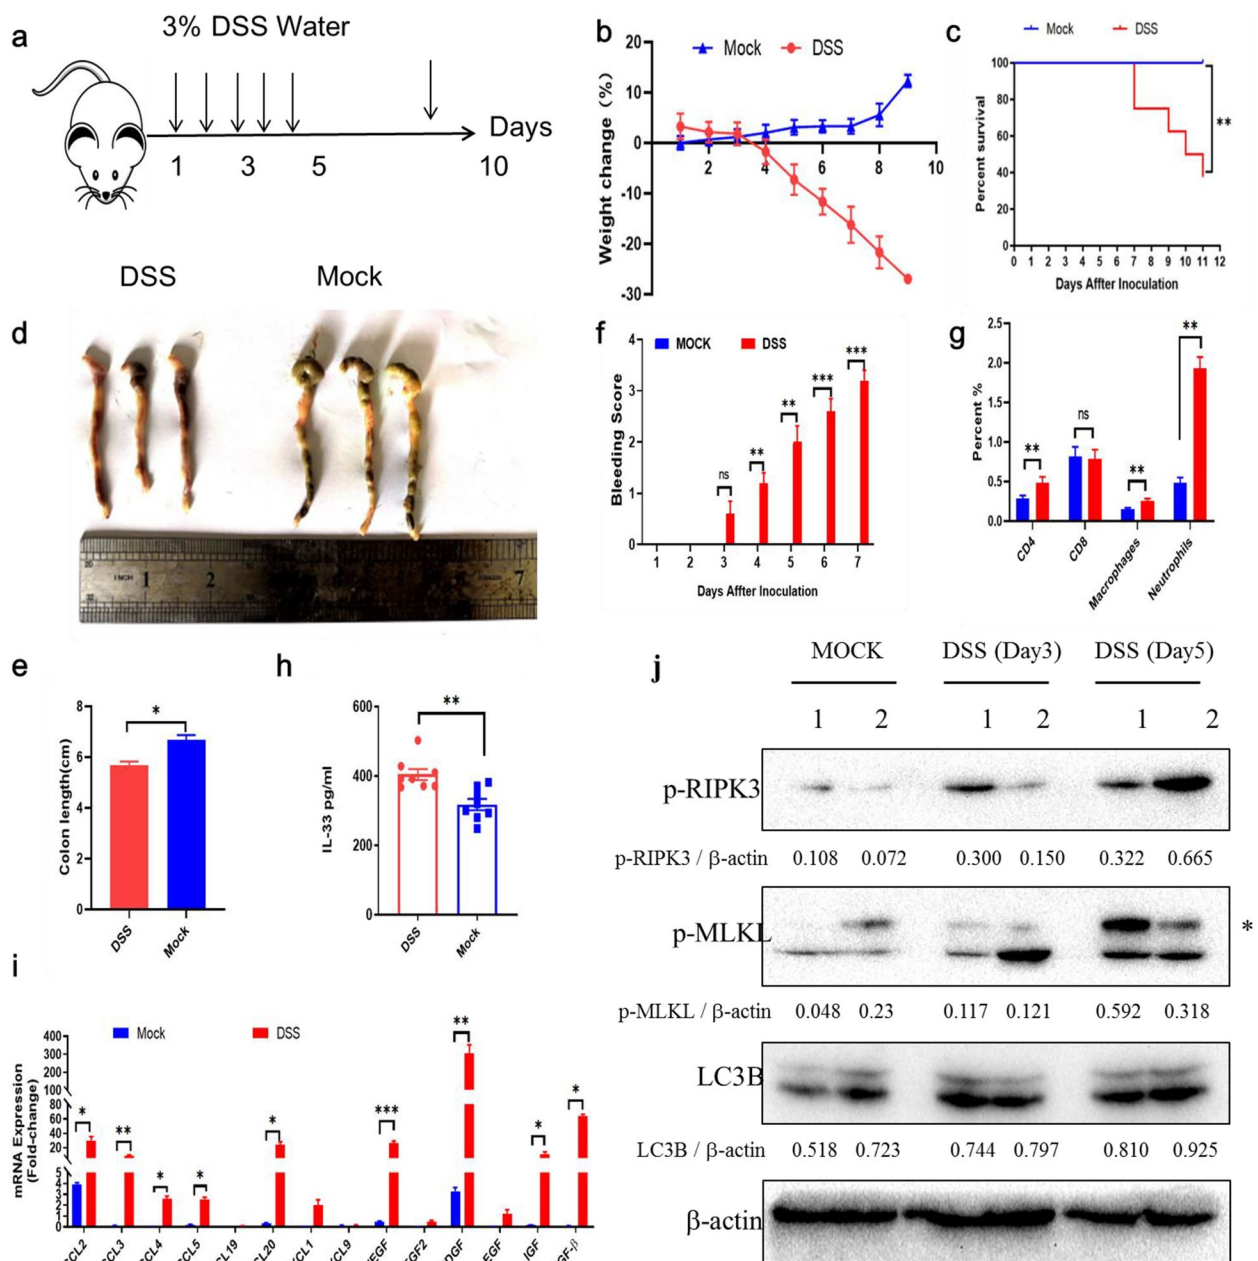 a
3% DSS Water
Days
1 3 5 10
b
Mock DSS
Weight change (%)
20
10
0
-10
-20
-30
2 4 6 8 10
c
Mock DSS
Percent survival
100
80
60
40
20
0
0 1 2 3 4 5 6 7 8 9 10 11 12
**
Days Affter Inoculation
d
DSS Mock
INCH 1 2 7
f
MOCK DSS
Bleeding Score
4
3
2
1
0
ns ** ** *** ***
1 2 3 4 5 6 7
Days Affter Inoculation
g
Percent %
2.5
2.0
1.5
1.0
0.5
0.0
** ns ** **
CD4 CD8 Macrophages Neutrophils
e
Colon length(cm)
8
6
4
2
0
*
DSS Mock
h
IL-33 pg/ml
600
400
200
0
**
DSS Mock
i
Mock DSS
mRNA Expression
(Fold-change)
400
300
200
100
80
60
40
20
5
4
3
2
1
0
* ** * * * *** ** * *
j
MOCK DSS (Day3) DSS (Day5)
1 2 1 2 1 2
p-RIPK3
p-RIPK3 / β-actin 0.108 0.072 0.300 0.150 0.322 0.665
p-MLKL *
p-MLKL / β-actin 0.048 0.23 0.117 0.121 0.592 0.318
LC3B
LC3B / β-actin 0.518 0.723 0.744 0.797 0.810 0.925
β-actin